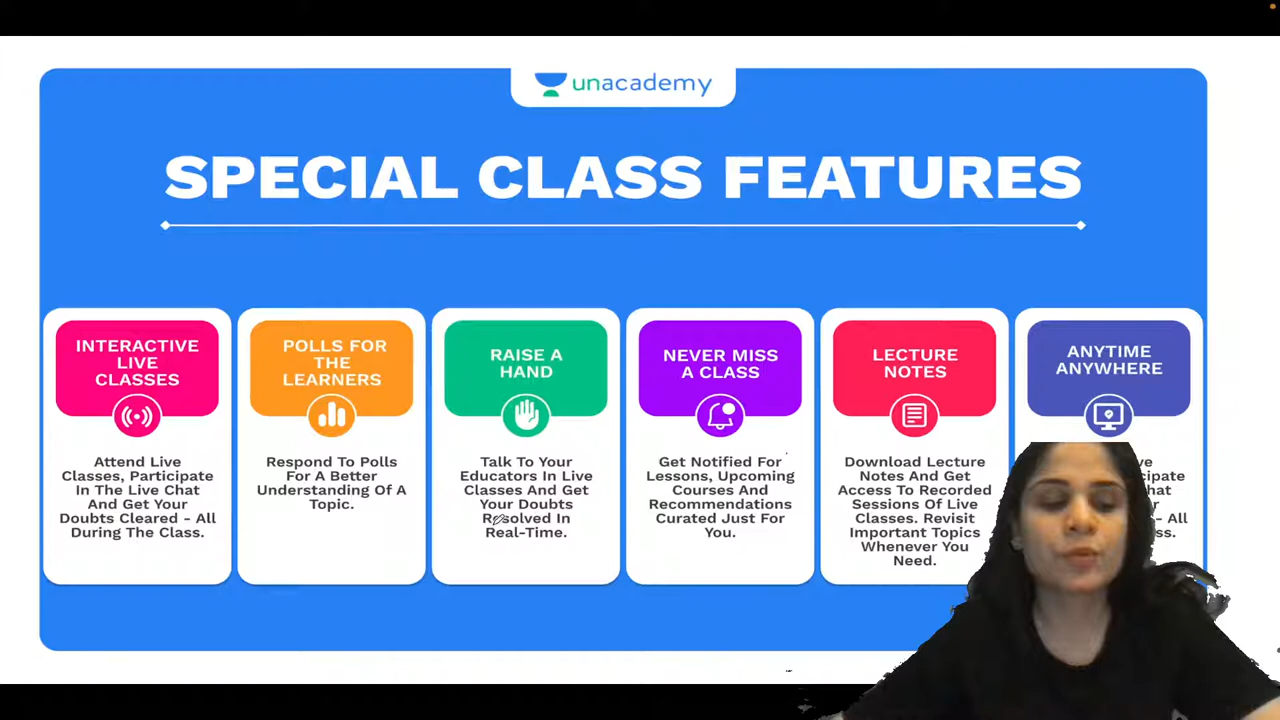 unacademy
SPECIAL CLASS FEATURES
INTERACTIVE
LIVE
CLASSES
Attend Live
Classes, Participate
In The Live Chat
And Get Your
Doubts Cleared - All
During The Class.
POLLS FOR
THE
LEARNERS
Respond To Polls
For A Better
Understanding Of A
Topic.
RAISE A
HAND
Talk To Your
Educators In Live
Classes And Get
Your Doubts
Resolved In
Real-Time.
NEVER MISS
A CLASS
Get Notified For
Lessons, Upcoming
Courses And
Recommendations
Curated Just For
You.
LECTURE
NOTES
Download Lecture
Notes And Get
Access To Recorded
Sessions Of Live
Classes. Revisit
Important Topics
Whenever You
Need.
ANYTIME
ANYWHERE
- All